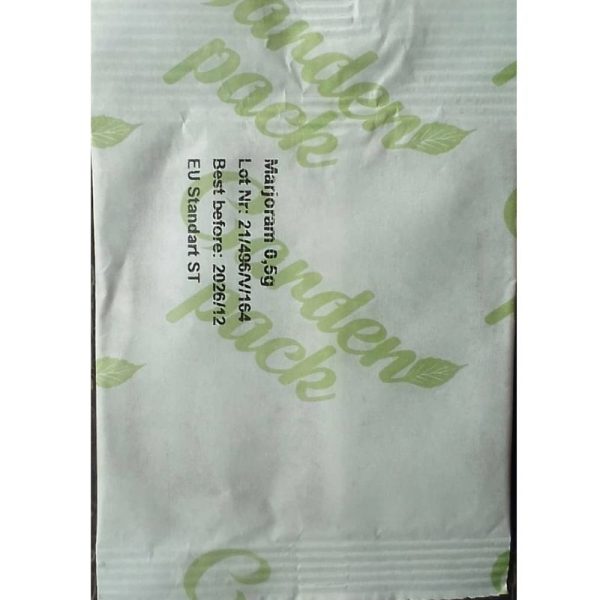 Garden
pack
Marjoram 0,5g
Lot Nr: 21/496/V/164
Best before: 2026/12
EU Standart ST
Garden
pack
G